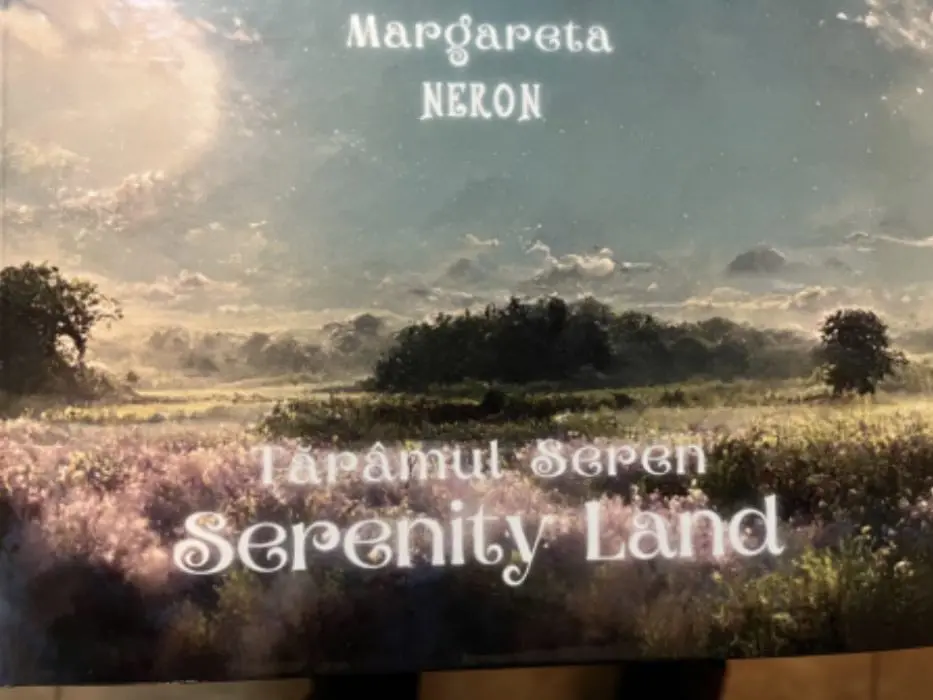 Margareta
NERON
Tărâmul Seren
Serenity Land